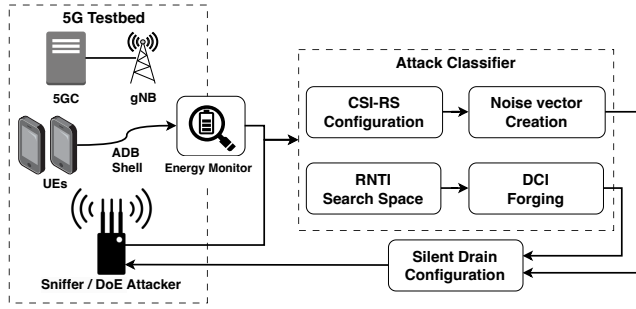 5G Testbed
5GC
gNB
UEs
ADB
Shell
Energy Monitor
Sniffer / DoE Attacker
Attack Classifier
CSI-RS
Configuration
Noise vector
Creation
RNTI
Search Space
DCI
Forging
Silent Drain
Configuration